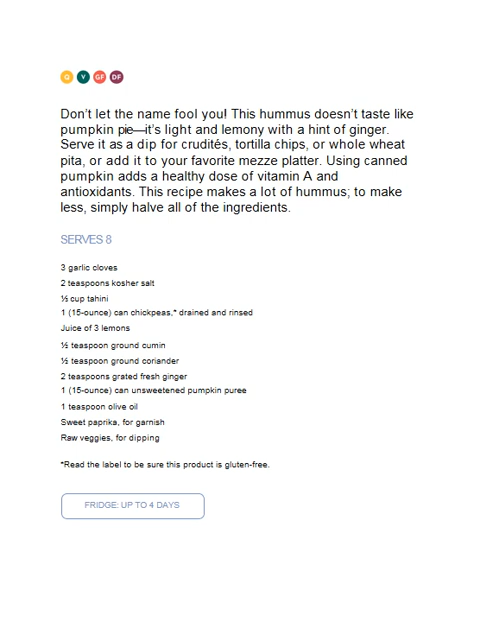 Q V GF DF
Don't let the name fool you! This hummus doesn't taste like
pumpkin pie—it's light and lemony with a hint of ginger.
Serve it as a dip for crudités, tortilla chips, or whole wheat
pita, or add it to your favorite mezze platter. Using canned
pumpkin adds a healthy dose of vitamin A and
antioxidants. This recipe makes a lot of hummus; to make
less, simply halve all of the ingredients.
SERVES 8
3 garlic cloves
2 teaspoons kosher salt
⅓ cup tahini
1 (15-ounce) can chickpeas,* drained and rinsed
Juice of 3 lemons
½ teaspoon ground cumin
½ teaspoon ground coriander
2 teaspoons grated fresh ginger
1 (15-ounce) can unsweetened pumpkin puree
1 teaspoon olive oil
Sweet paprika, for garnish
Raw veggies, for dipping
*Read the label to be sure this product is gluten-free.
FRIDGE: UP TO 4 DAYS